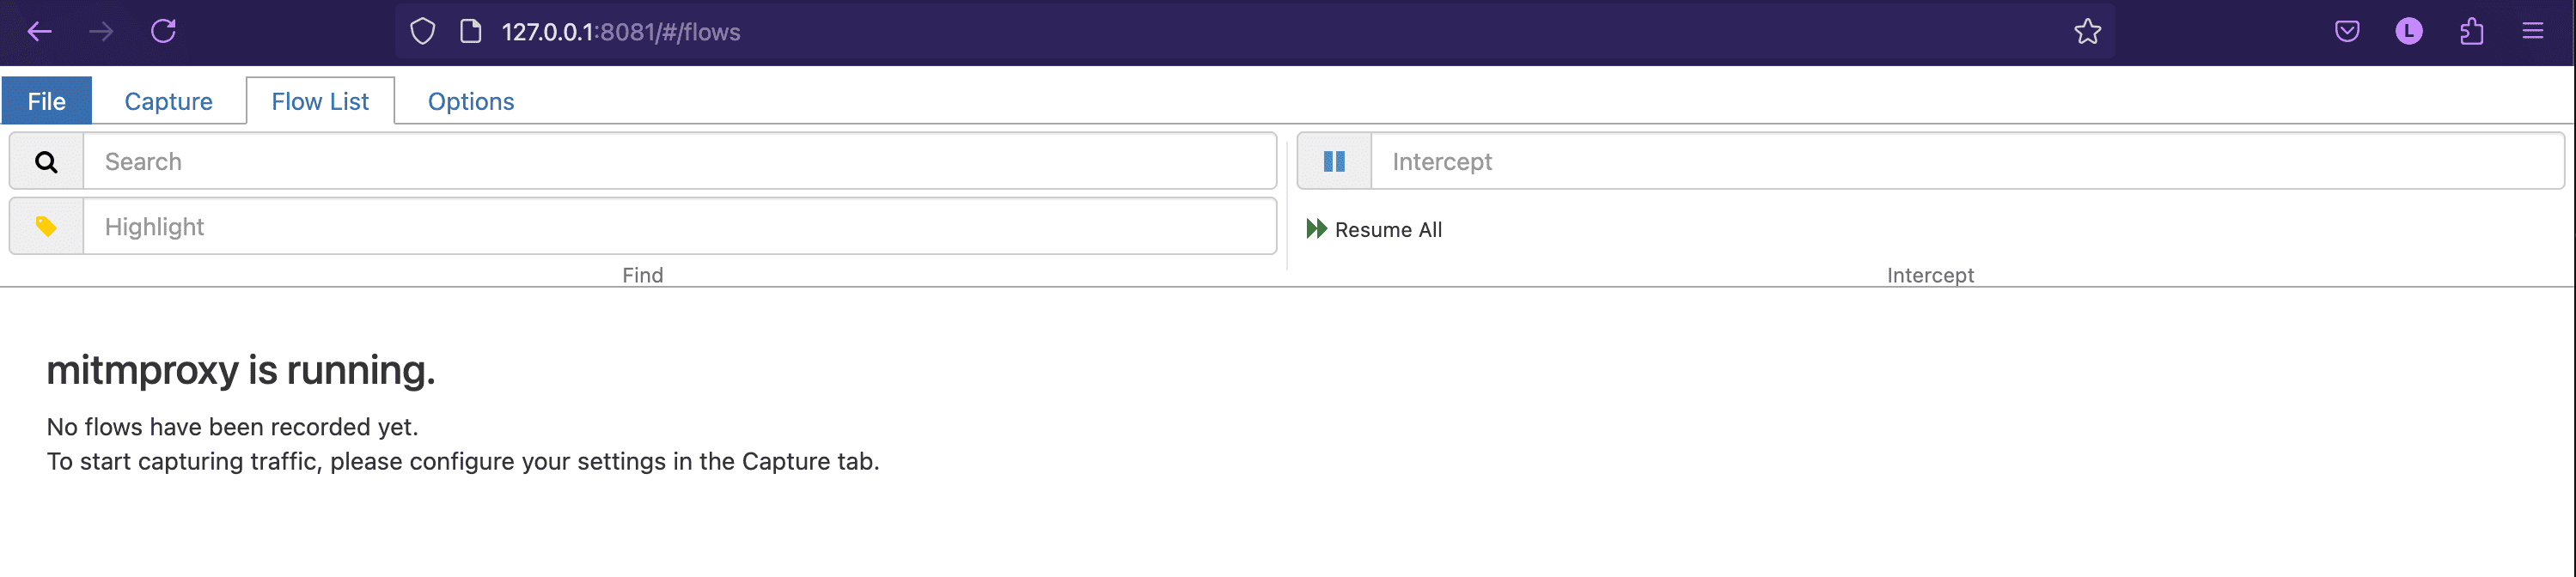 127.0.0.1:8081/#/flows
L
File Capture Flow List Options
Search
Intercept
Highlight
Resume All
Find
Intercept
mitmproxy is running.
No flows have been recorded yet.
To start capturing traffic, please configure your settings in the Capture tab.